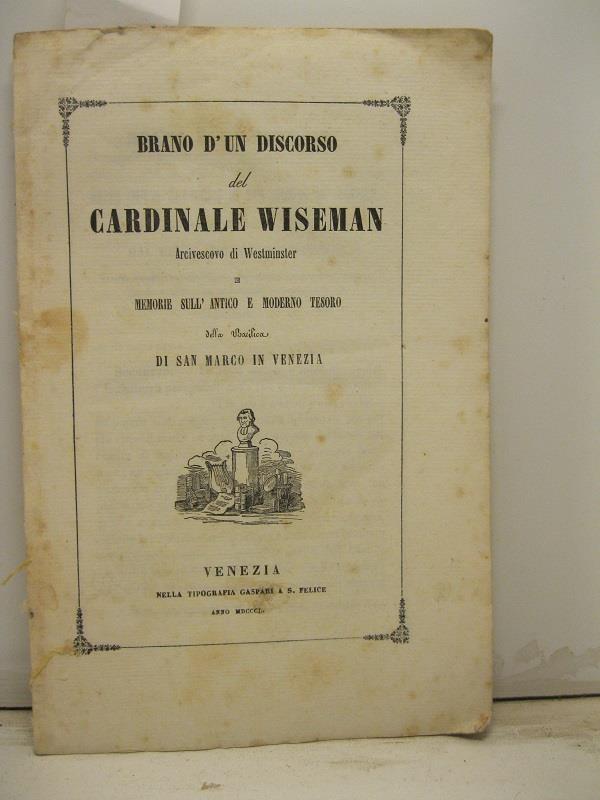 BRANO D'UN DISCORSO
del
CARDINALE WISEMAN
Arcivescovo di Westminster
E
MEMORIE SULL'ANTICO E MODERNO TESORO
della Basilica
DI SAN MARCO IN VENEZIA
VENEZIA
NELLA TIPOGRAFIA GASPARI A S. FELICE
ANNO MDCCCL.